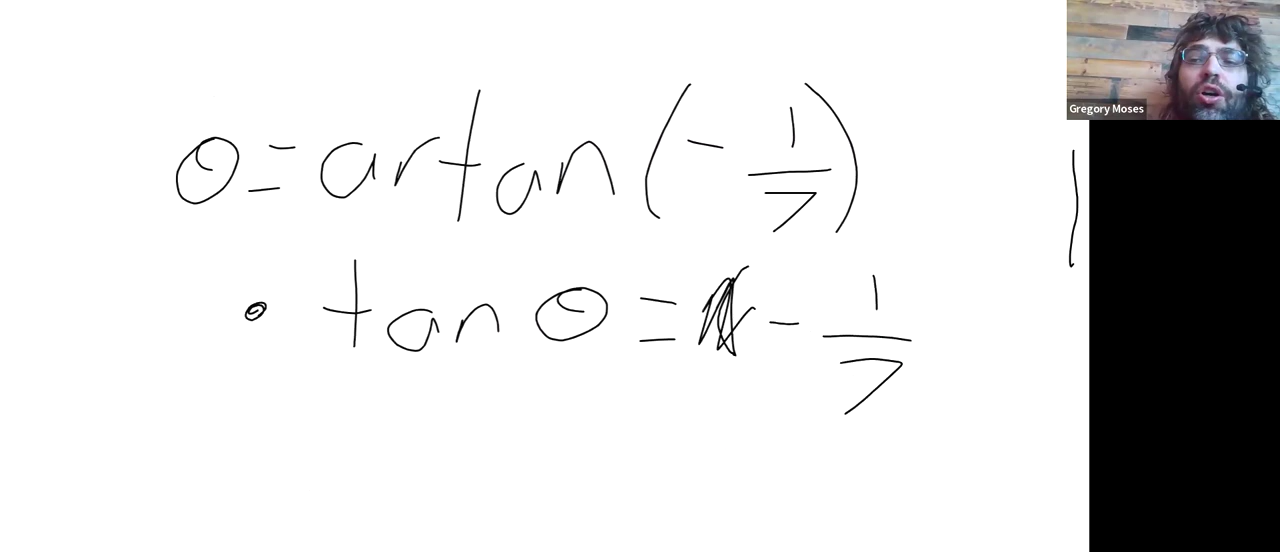 θ = artan(-1/7)
• tan θ = - 1/7
Gregory Moses